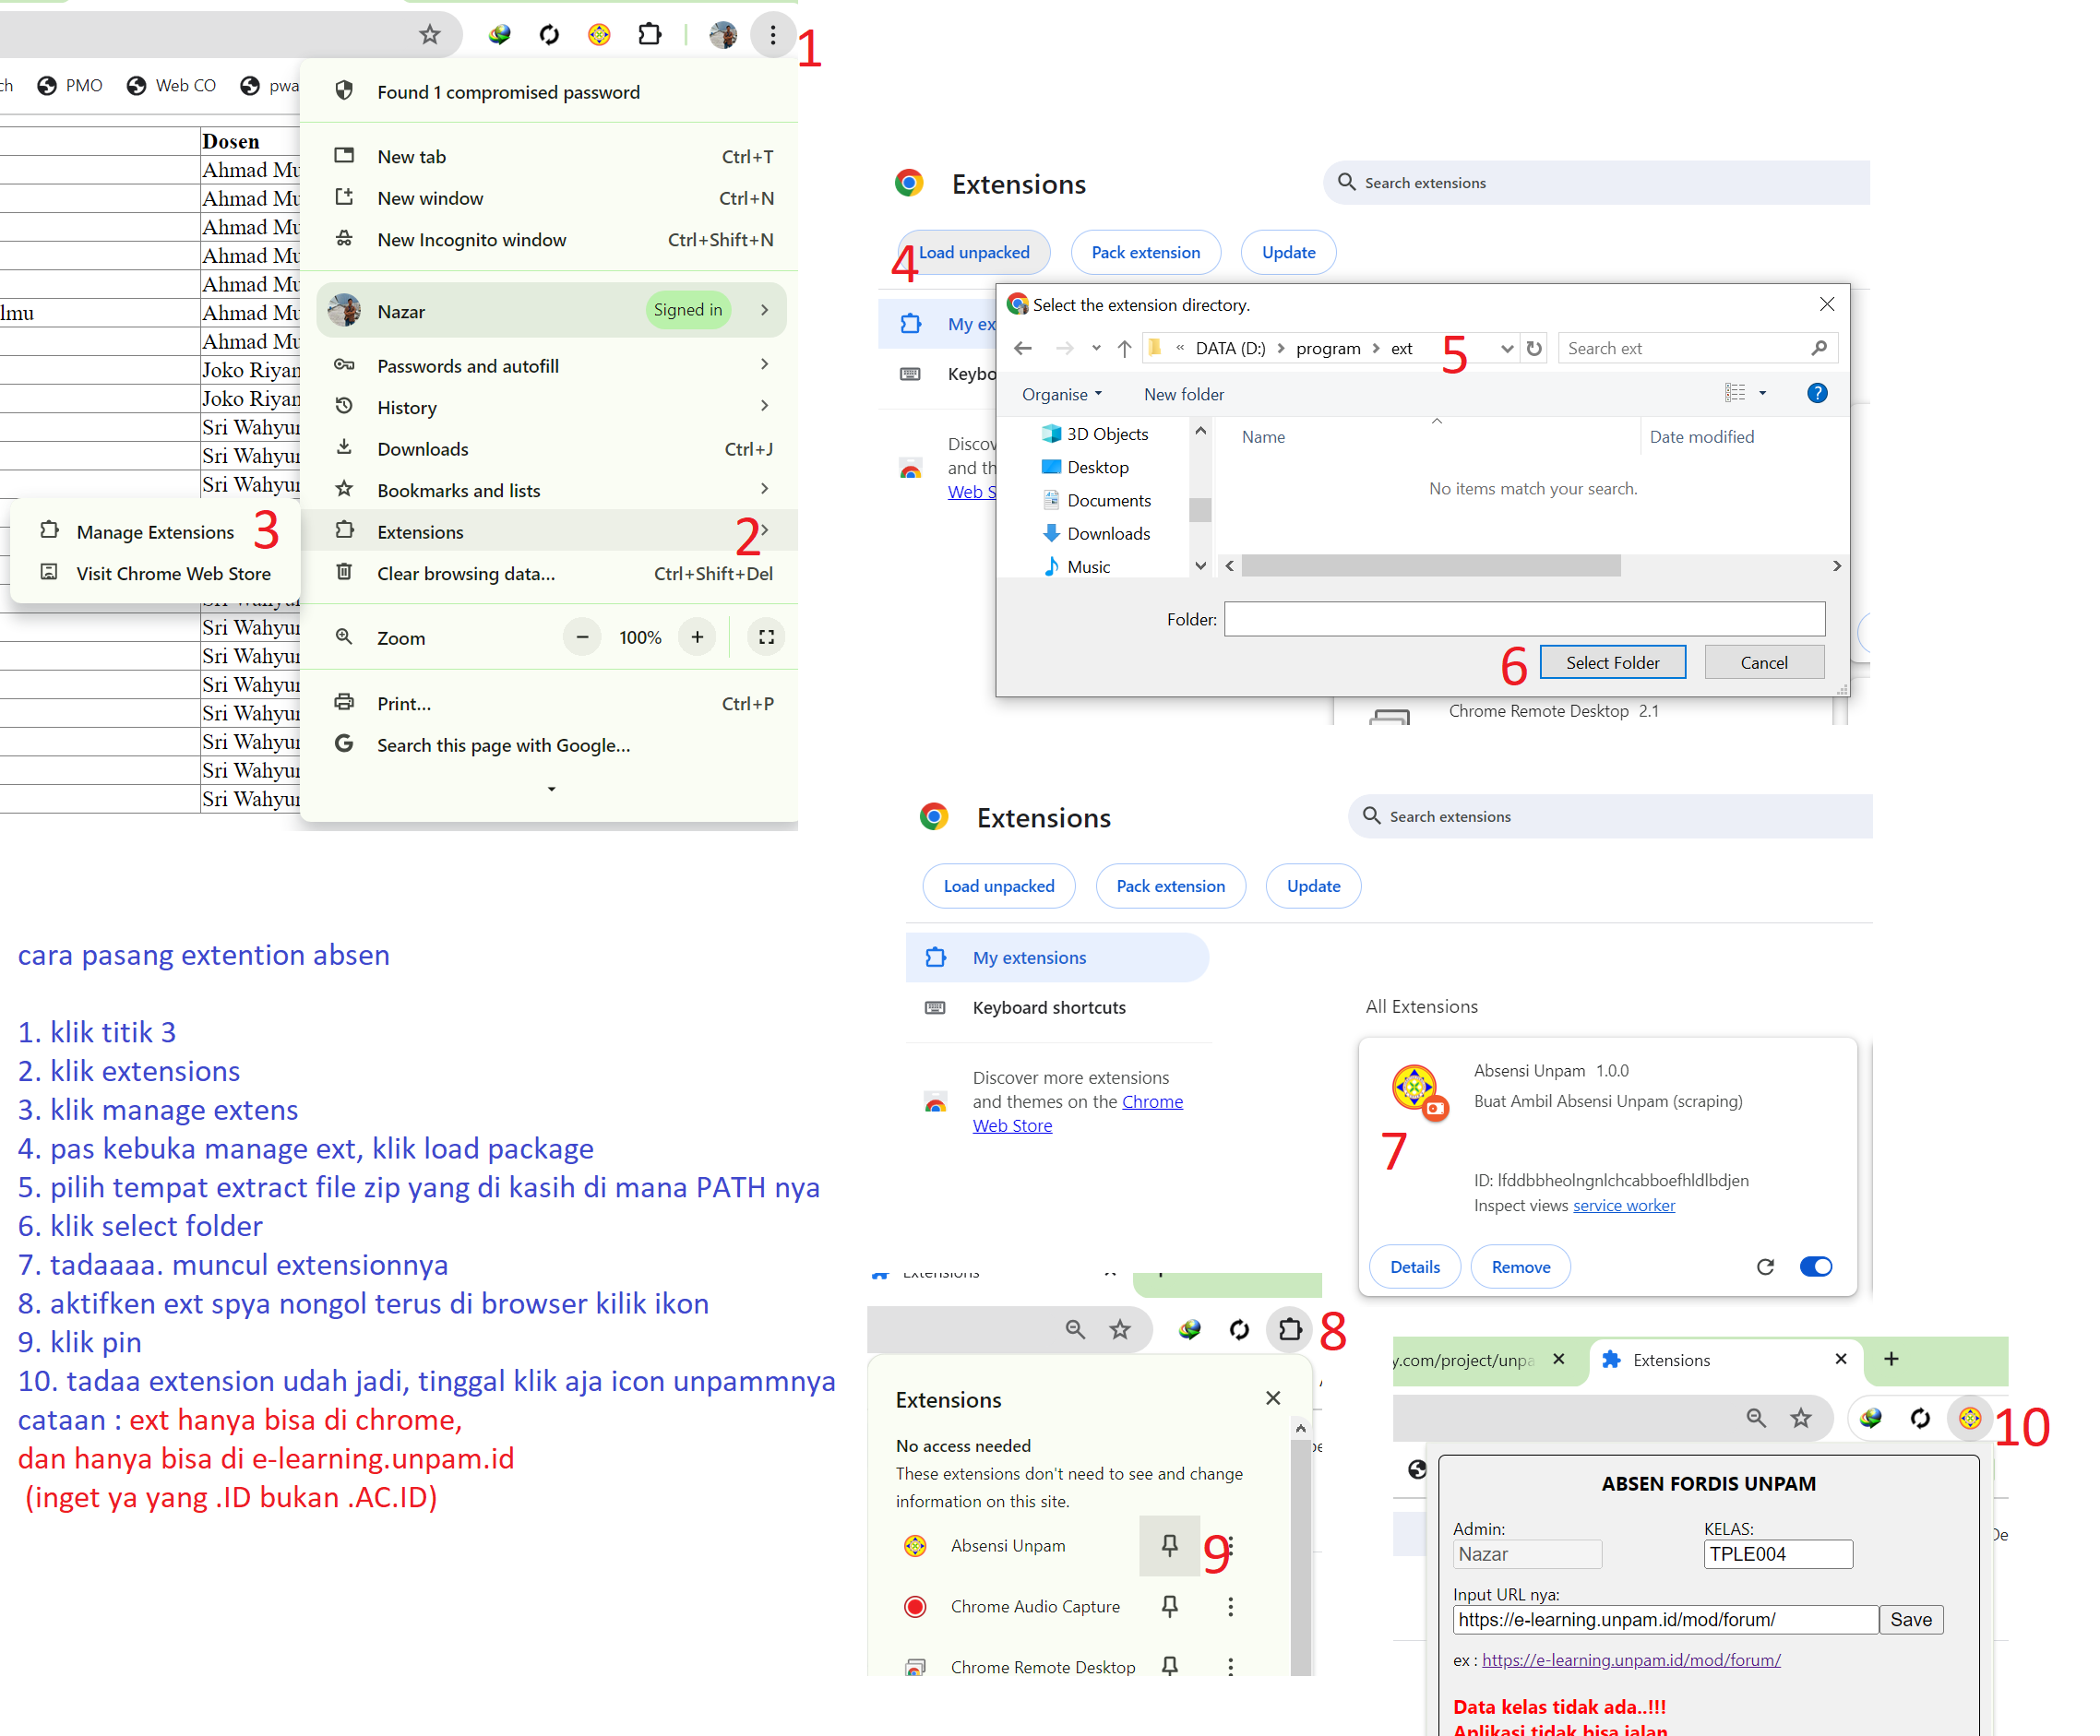 1
ch
PMO
Web CO
pwa
Found 1 compromised password
Dosen
New tab Ctrl+T
Ahmad Mu
New window Ctrl+N
Ahmad Mu
New Incognito window Ctrl+Shift+N
Ahmad Mu
Ahmad Mu
Ahmad Mu
lmu
Ahmad Mu
Nazar Signed in
Ahmad Mu
Passwords and autofill
Joko Riyan
History
Joko Riyan
Downloads Ctrl+J
Sri Wahyun
Sri Wahyun
Bookmarks and lists
Sri Wahyun
Extensions 2
Manage Extensions 3
Visit Chrome Web Store
Clear browsing data... Ctrl+Shift+Del
Sri Wahyun
Sri Wahyun
Zoom 100%
Sri Wahyun
Sri Wahyun
Print... Ctrl+P
Sri Wahyun
Search this page with Google...
Sri Wahyun
Sri Wahyun
Sri Wahyun
Extensions
Search extensions
4 Load unpacked
Pack extension
Update
Select the extension directory.
My ex
« DATA (D:) program ext 5
Search ext
Keybo
Organise New folder
3D Objects
Name
Date modified
Discov
and th
Web S
Desktop
Documents
No items match your search.
Downloads
Music
Folder:
6 Select Folder
Cancel
Chrome Remote Desktop 2.1
Extensions
Search extensions
Load unpacked
Pack extension
Update
My extensions
Keyboard shortcuts
All Extensions
Discover more extensions
and themes on the Chrome
Web Store
Absensi Unpam 1.0.0
Buat Ambil Absensi Unpam (scraping)
7
ID: lfddbbheolngnlchcabboefhldlbdjen
Inspect views service worker
Details
Remove
cara pasang extention absen
1. klik titik 3
2. klik extensions
3. klik manage extens
4. pas kebuka manage ext, klik load package
5. pilih tempat extract file zip yang di kasih di mana PATH nya
6. klik select folder
7. tadaaaa. muncul extensionnya
8. aktifken ext spya nongol terus di browser kilik ikon
9. klik pin
10. tadaa extension udah jadi, tinggal klik aja icon unpammnya
cataan : ext hanya bisa di chrome,
dan hanya bisa di e-learning.unpam.id
(inget ya yang .ID bukan .AC.ID)
Extensions
8
Extensions
No access needed
These extensions don't need to see and change
information on this site.
Absensi Unpam 9
Chrome Audio Capture
Chrome Remote Desktop
y.com/project/unpa
Extensions
10
ABSEN FORDIS UNPAM
Admin:
KELAS:
Nazar
TPLE004
De
Input URL nya:
https://e-learning.unpam.id/mod/forum/
Save
ex : https://e-learning.unpam.id/mod/forum/
Data kelas tidak ada..!!!
Aplikasi tidak bisa jalan